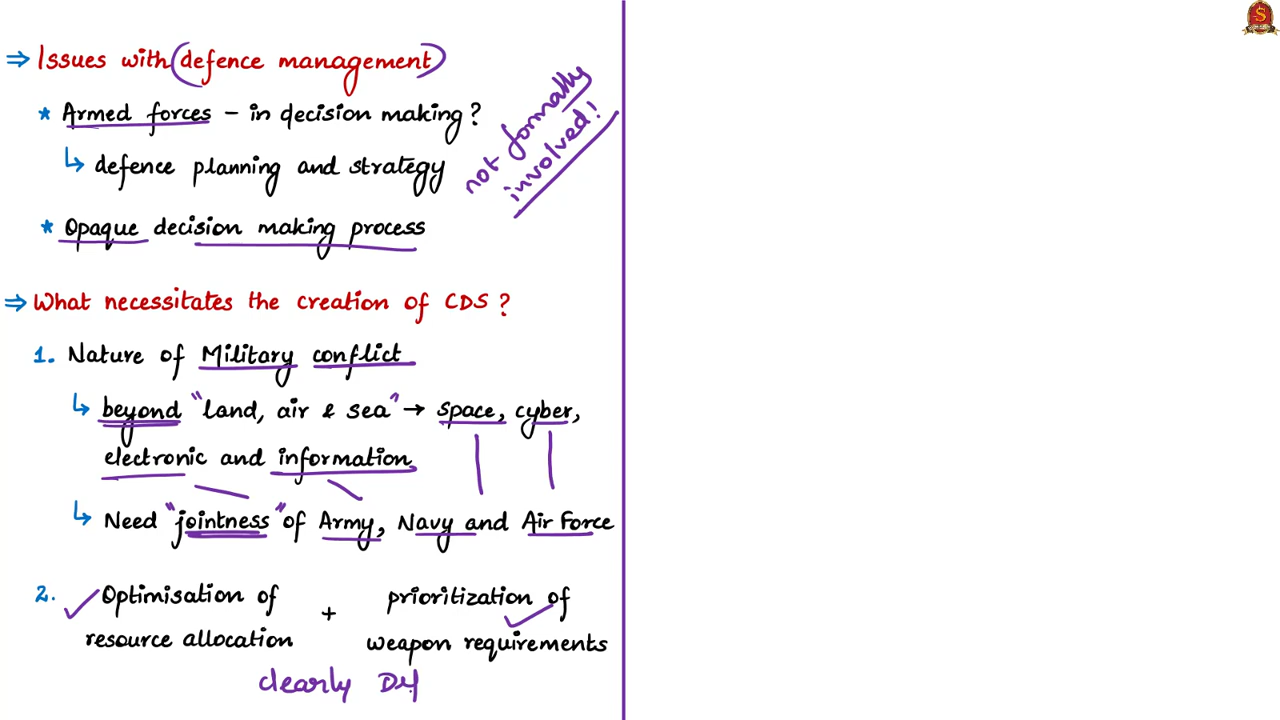 ⇒ Issues with (defence management)
* Armed forces – in decision making?
not formally
involved!
↳ defence planning and strategy
* Opaque decision making process
⇒ What necessitates the creation of CDS?
1. Nature of Military conflict
↳ beyond "land, air & sea" → space, cyber,
electronic and information
↳ Need "jointness" of Army, Navy and Air Force
2. ✓ Optimisation of + prioritization of
resource allocation weapon requirements
clearly Def